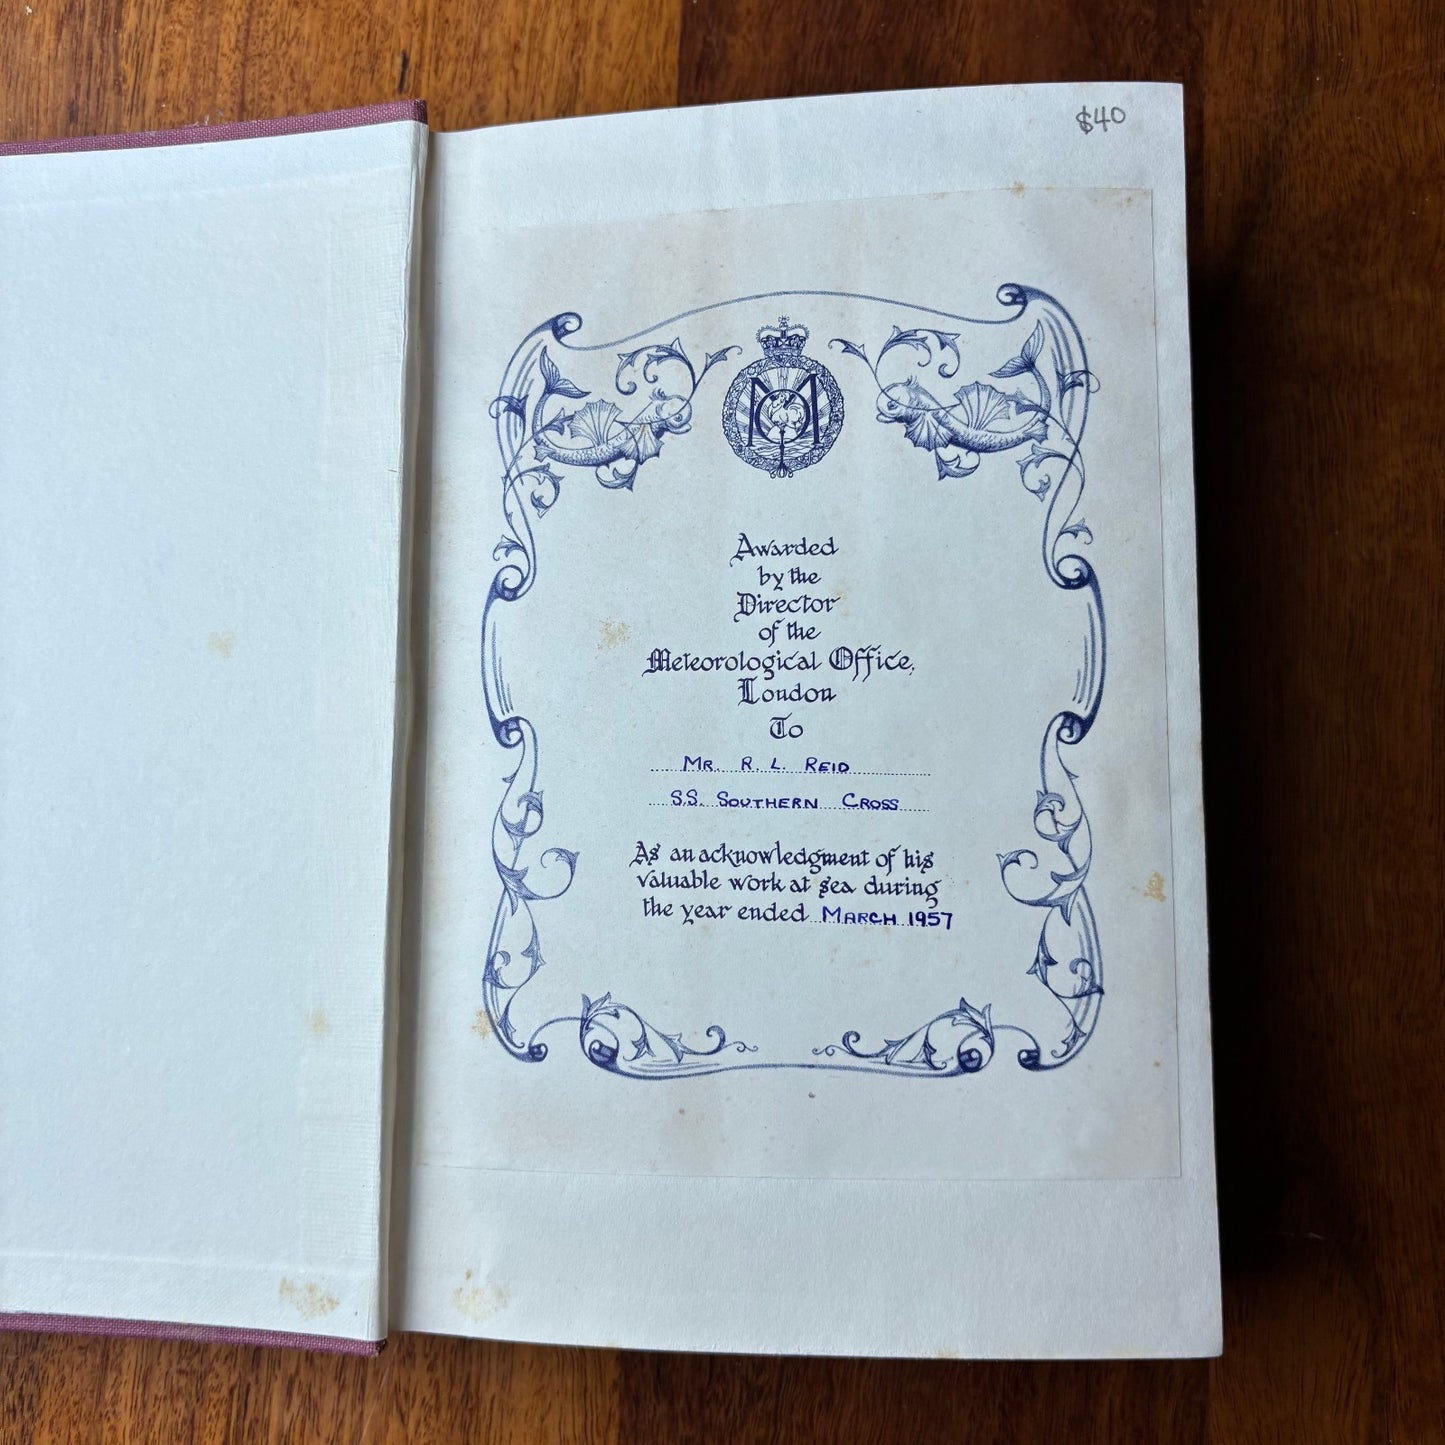 $40
MO
Awarded
by the
Director
of the
Meteorological Office,
London
To
MR. R. L. REID
S.S. SOUTHERN CROSS
As an acknowledgment of his
valuable work at sea during
the year ended MARCH 1957